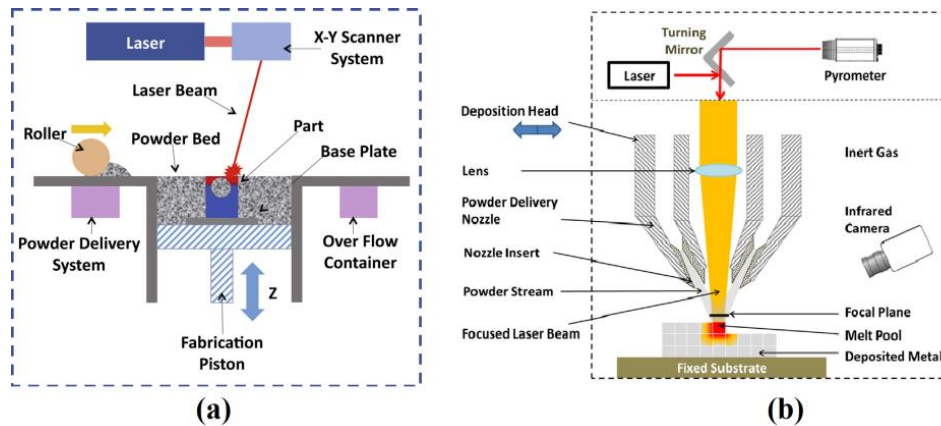 Laser
X-Y Scanner
System
Laser Beam
Roller
Powder Bed
Part
Base Plate
Powder Delivery
System
Over Flow
Container
Z
Fabrication
Piston
(a)
Turning
Mirror
Laser
Pyrometer
Deposition Head
Inert Gas
Lens
Powder Delivery
Nozzle
Infrared
Camera
Nozzle Insert
Powder Stream
Focal Plane
Focused Laser Beam
Melt Pool
Deposited Metal
Fixed Substrate
(b)